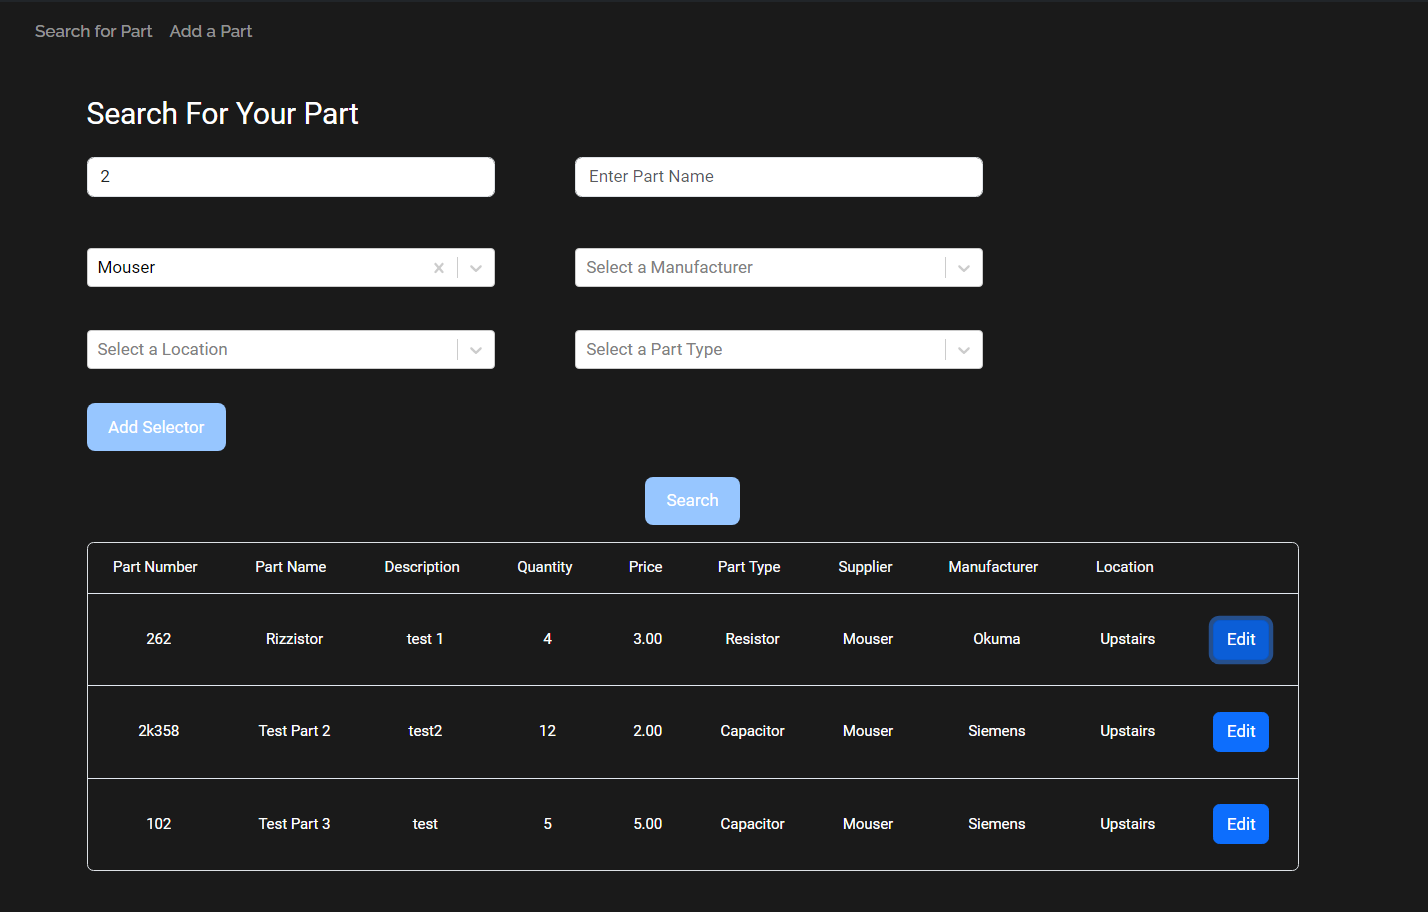 Search for Part Add a Part
Search For Your Part
2 Enter Part Name
Mouser Select a Manufacturer
Select a Location Select a Part Type
Add Selector
Search
Part Number Part Name Description Quantity Price Part Type Supplier Manufacturer Location
262 Rizzistor test 1 4 3.00 Resistor Mouser Okuma Upstairs Edit
2k358 Test Part 2 test2 12 2.00 Capacitor Mouser Siemens Upstairs Edit
102 Test Part 3 test 5 5.00 Capacitor Mouser Siemens Upstairs Edit